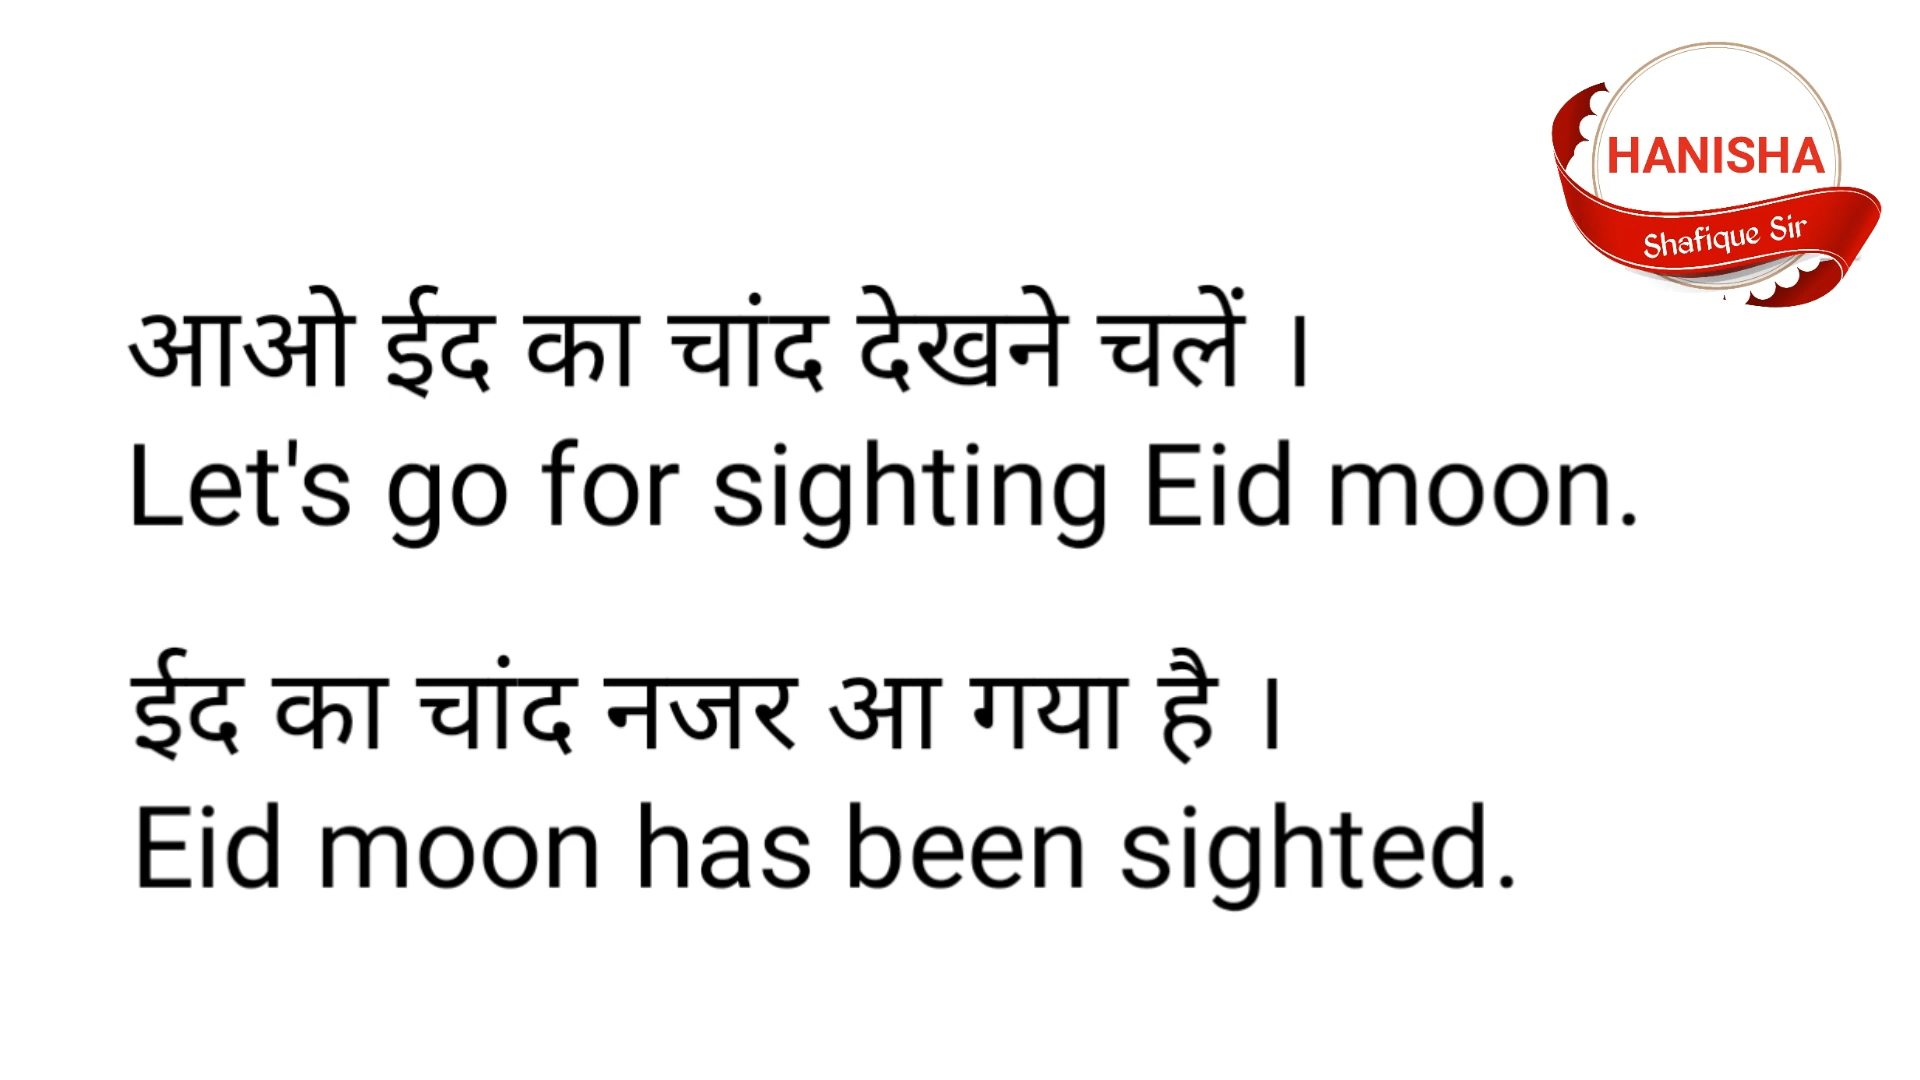 HANISHA
Shafique Sir
आओ ईद का चांद देखने चलें ।
Let's go for sighting Eid moon.
ईद का चांद नजर आ गया है ।
Eid moon has been sighted.